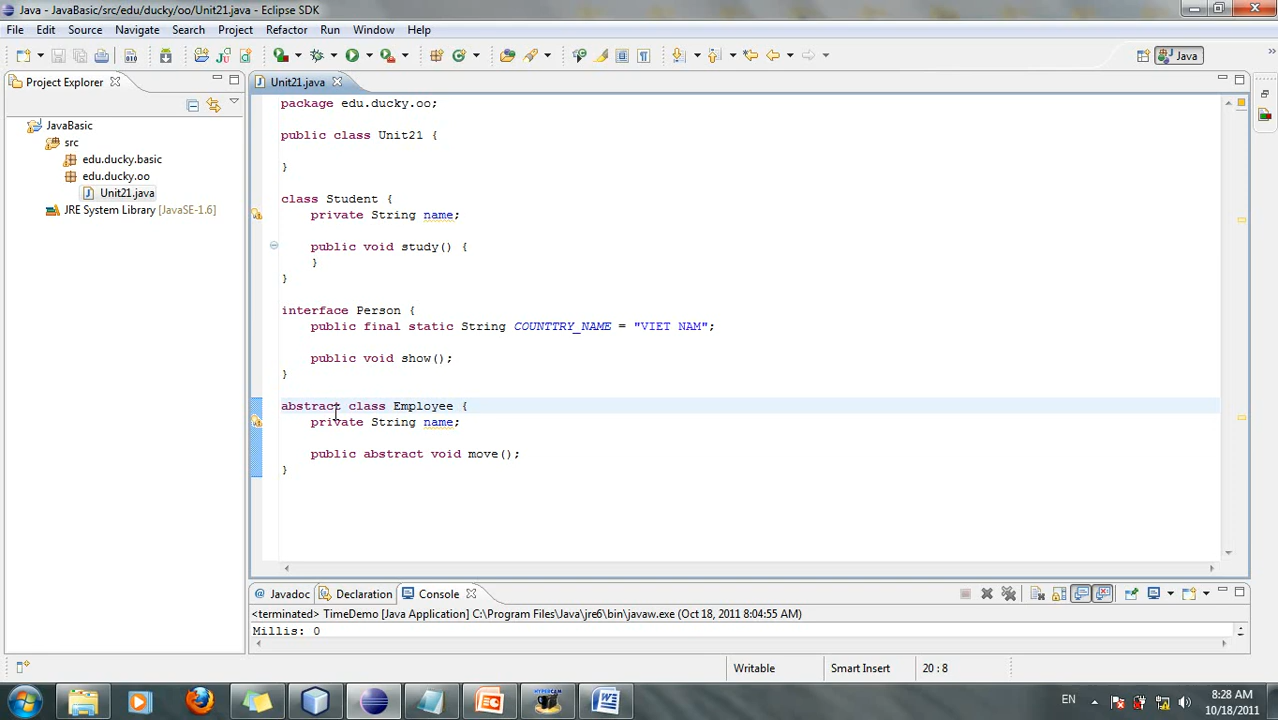 Java - JavaBasic/src/edu/ducky/oo/Unit21.java - Eclipse SDK
File Edit Source Navigate Search Project Refactor Run Window Help
Java
Project Explorer
Unit21.java
JavaBasic
src
edu.ducky.basic
edu.ducky.oo
Unit21.java
JRE System Library [JavaSE-1.6]
package edu.ducky.oo;
public class Unit21 {
}
class Student {
private String name;
public void study() {
}
}
interface Person {
public final static String COUNTTRY_NAME = "VIET NAM";
public void show();
}
abstract class Employee {
private String name;
public abstract void move();
}
@ Javadoc Declaration Console
<terminated> TimeDemo [Java Application] C:\Program Files\Java\jre6\bin\javaw.exe (Oct 18, 2011 8:04:55 AM)
Millis: 0
Writable Smart Insert 20 : 8
EN
8:28 AM
10/18/2011